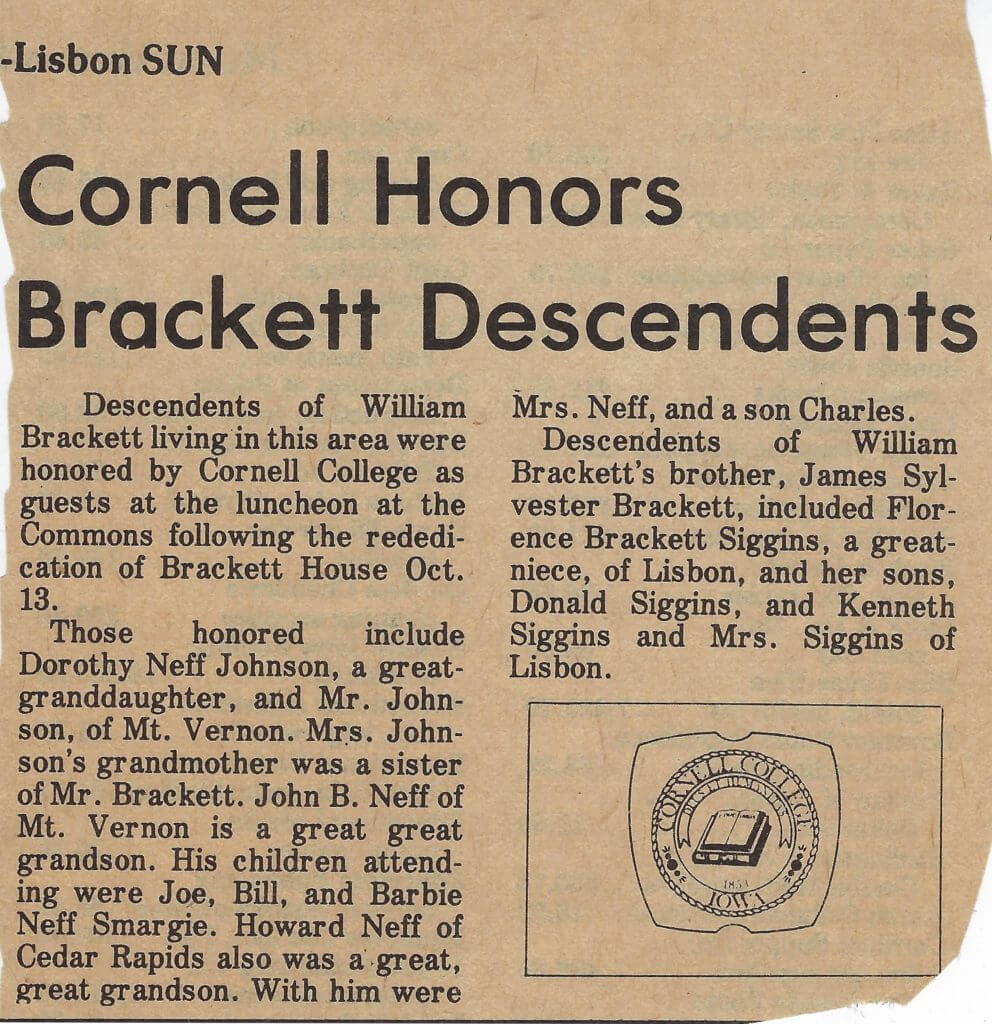 -Lisbon SUN
Cornell Honors
Brackett Descendents
Descendents of William
Brackett living in this area were
honored by Cornell College as
guests at the luncheon at the
Commons following the rededi-
cation of Brackett House Oct.
13.
Those honored include
Dorothy Neff Johnson, a great-
granddaughter, and Mr. John-
son, of Mt. Vernon. Mrs. John-
son's grandmother was a sister
of Mr. Brackett. John B. Neff of
Mt. Vernon is a great great
grandson. His children attend-
ing were Joe, Bill, and Barbie
Neff Smargie. Howard Neff of
Cedar Rapids also was a great,
great grandson. With him were
Mrs. Neff, and a son Charles.
Descendents of William
Brackett's brother, James Syl-
vester Brackett, included Flor-
ence Brackett Siggins, a great-
niece, of Lisbon, and her sons,
Donald Siggins, and Kenneth
Siggins and Mrs. Siggins of
Lisbon.
CORNELL COLLEGE
DEUS ET HUMANITAS
1853
IOWA